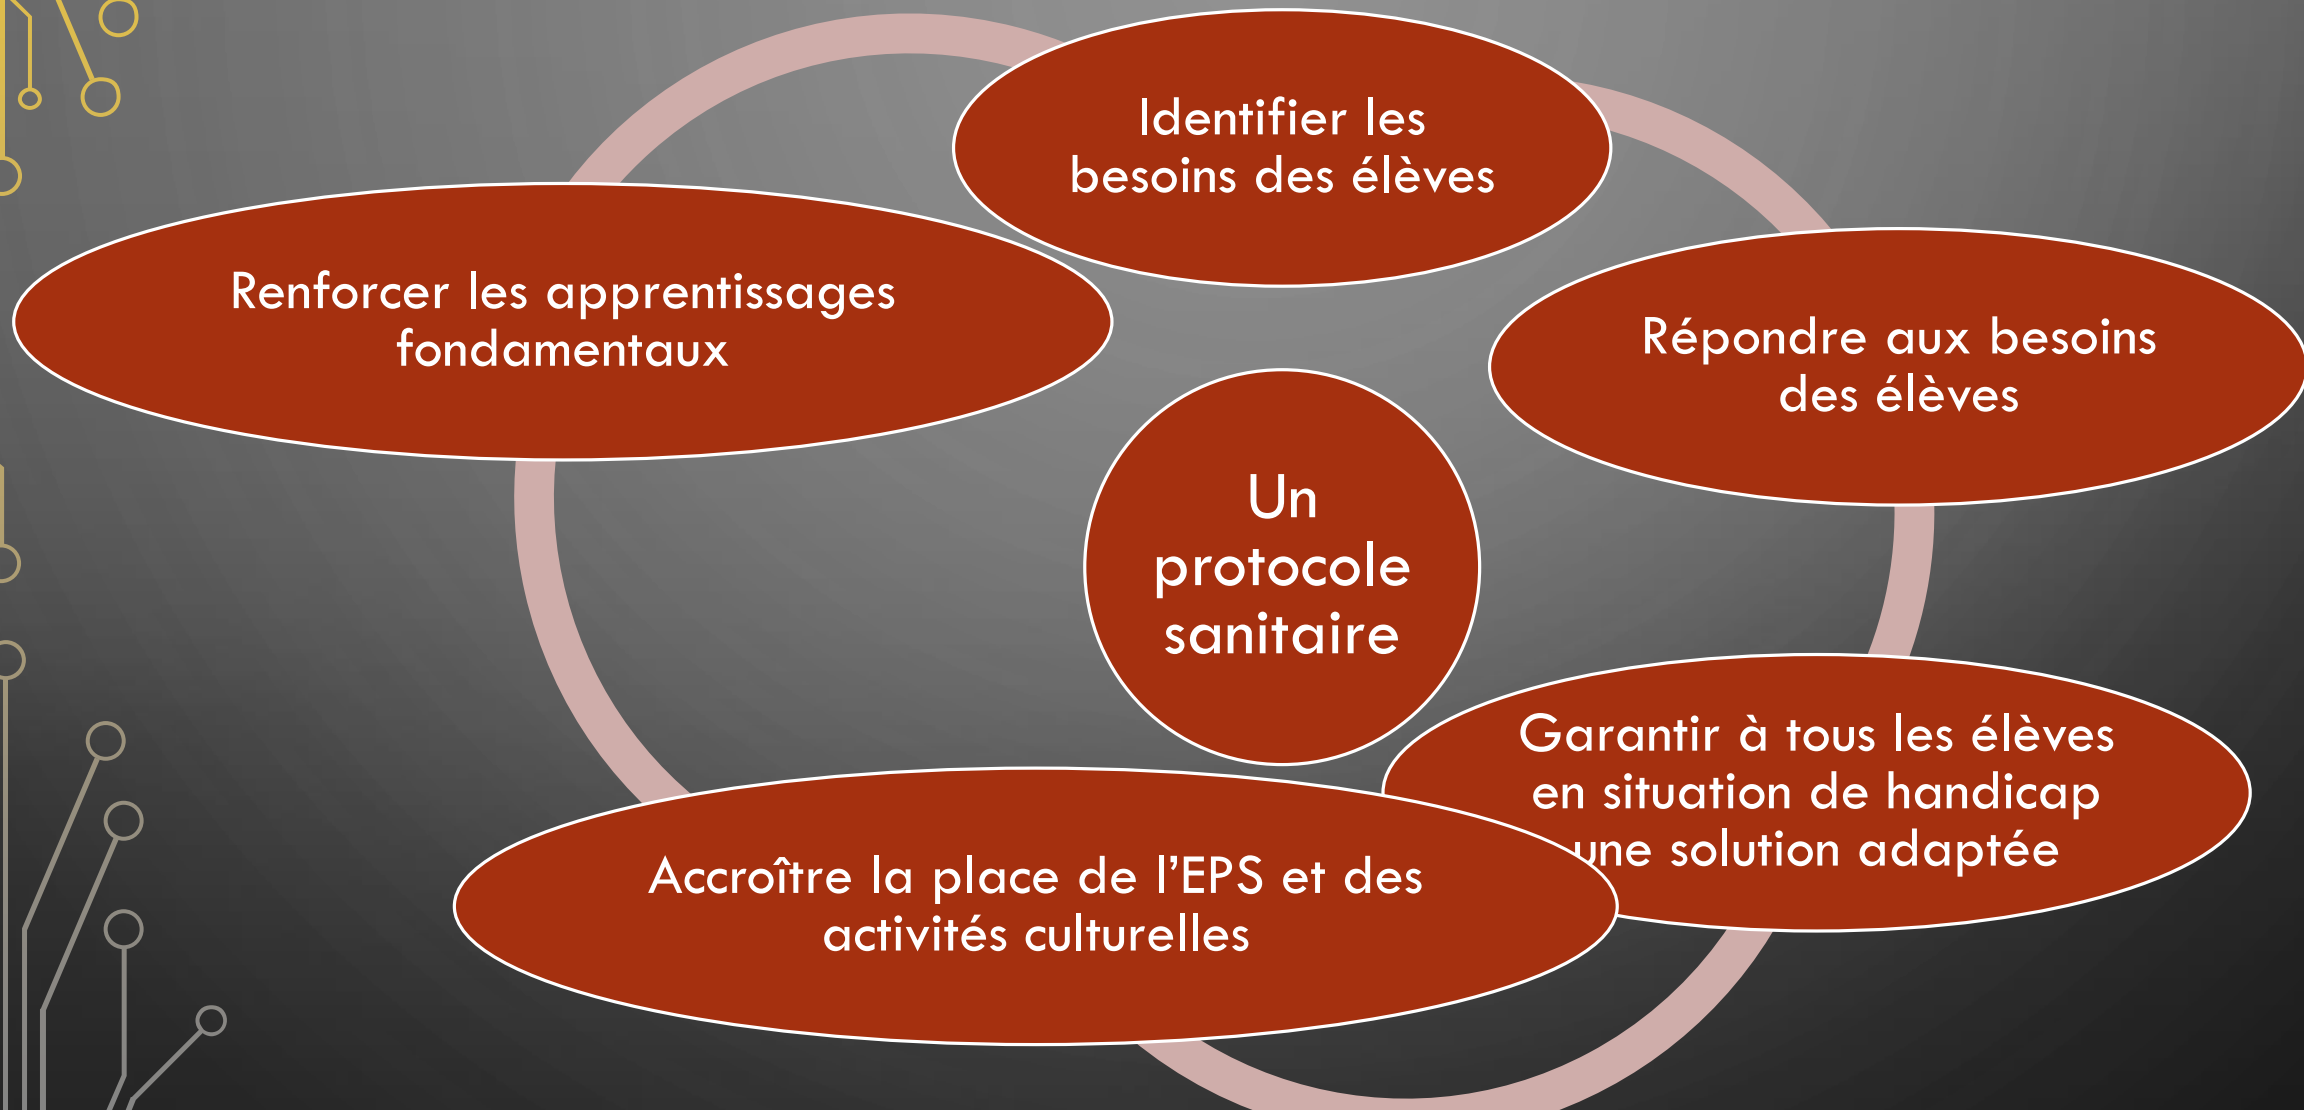 Identifier les
besoins des élèves
Renforcer les apprentissages
fondamentaux
Répondre aux besoins
des élèves
Un
protocole
sanitaire
Garantir à tous les élèves
en situation de handicap
une solution adaptée
Accroître la place de l’EPS et des
activités culturelles